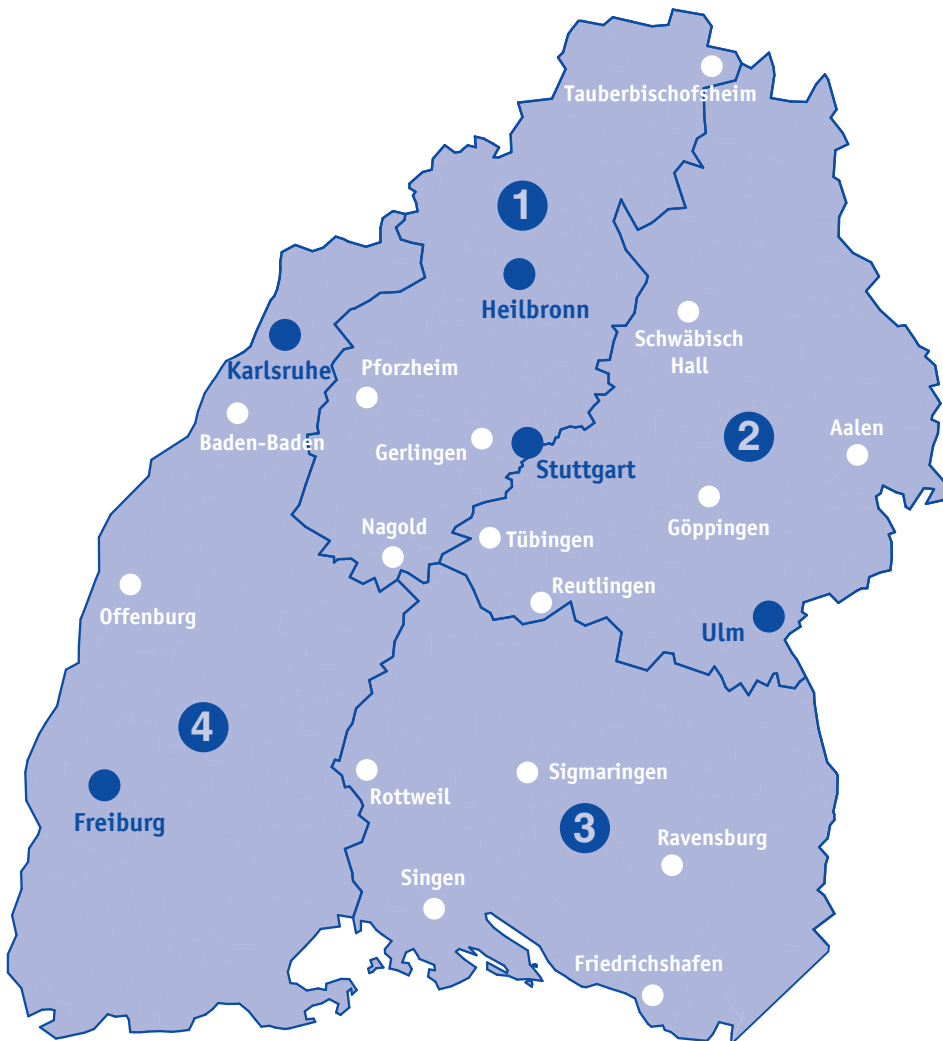 Tauberbischofsheim
1
Heilbronn
Schwäbisch
Hall
Karlsruhe
Pforzheim
Baden-Baden
Gerlingen
Stuttgart
2
Aalen
Göppingen
Nagold
Tübingen
Reutlingen
Offenburg
Ulm
4
Freiburg
Rottweil
Sigmaringen
3
Ravensburg
Singen
Friedrichshafen